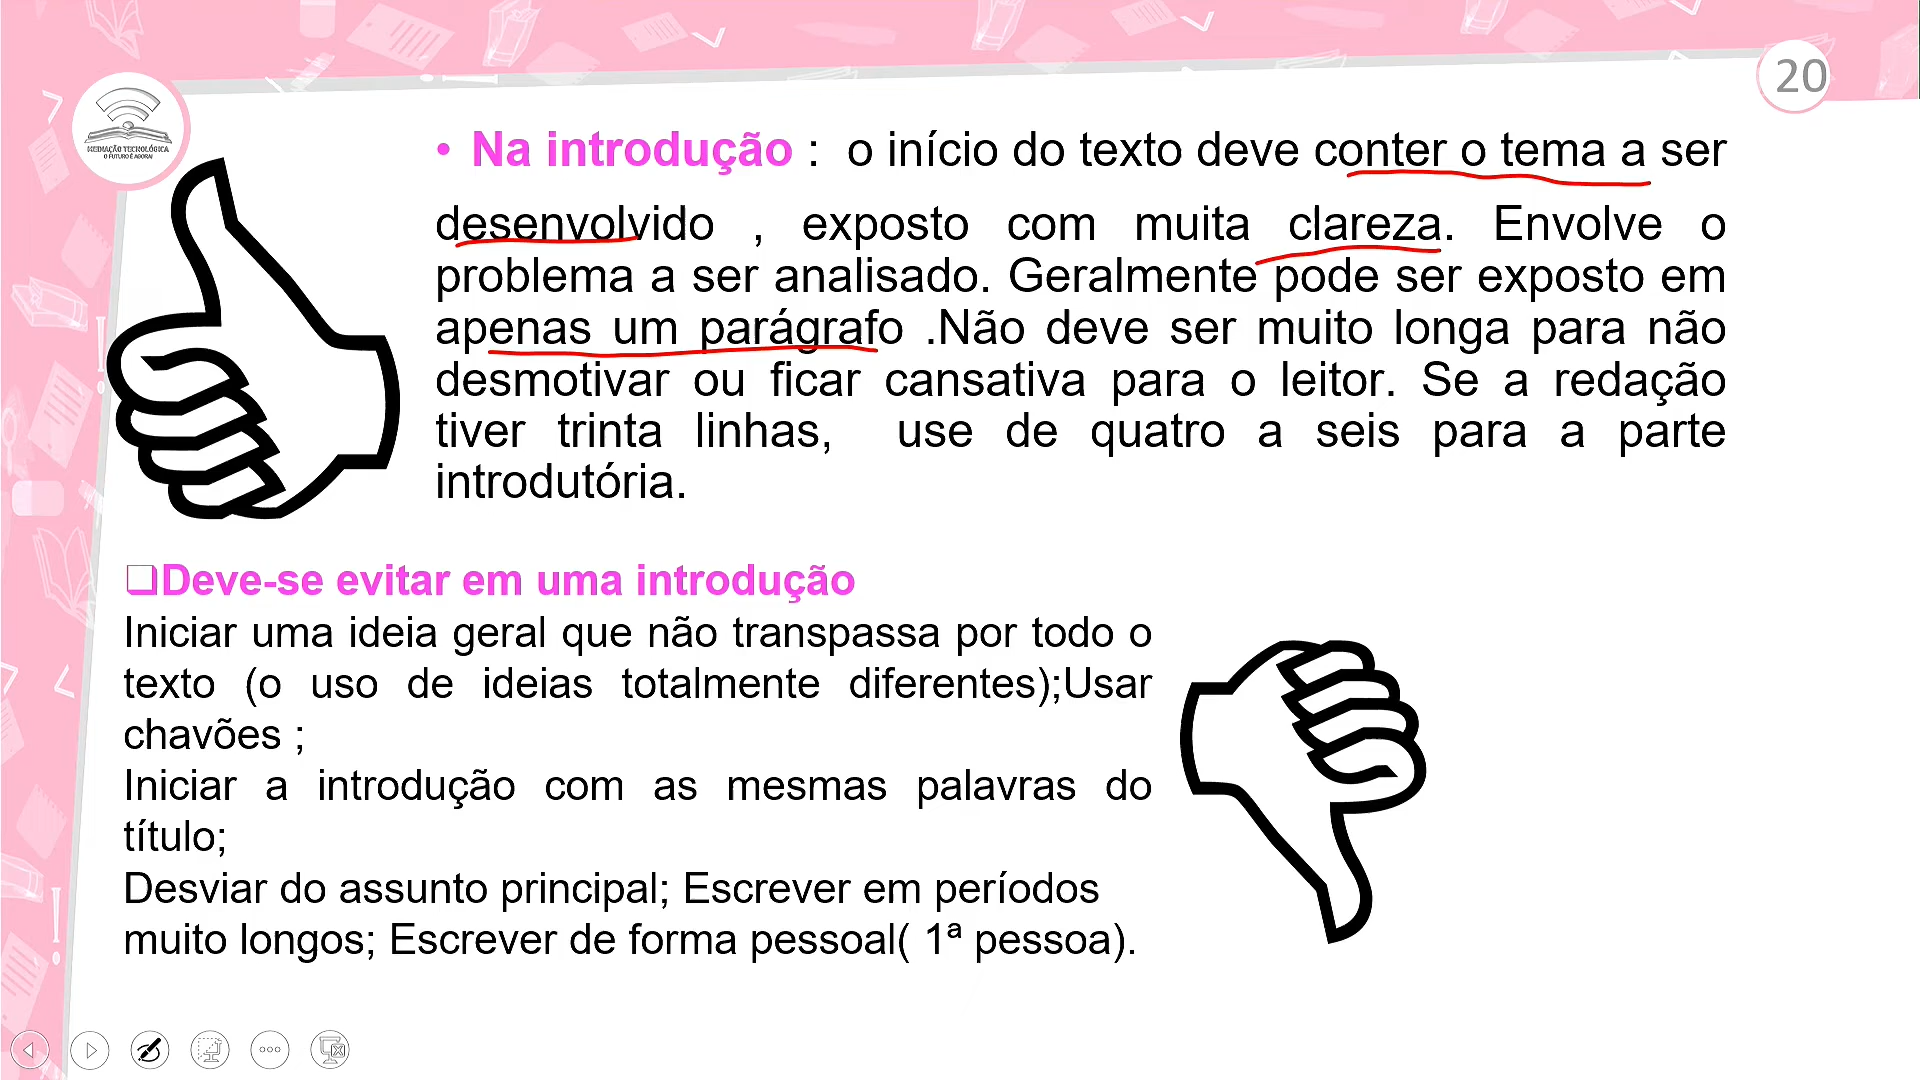 20
MEDIAÇÃO TECNOLÓGICA
O FUTURO É AGORA!
• Na introdução : o início do texto deve conter o tema a ser
desenvolvido , exposto com muita clareza. Envolve o
problema a ser analisado. Geralmente pode ser exposto em
apenas um parágrafo .Não deve ser muito longa para não
desmotivar ou ficar cansativa para o leitor. Se a redação
tiver trinta linhas, use de quatro a seis para a parte
introdutória.
❑Deve-se evitar em uma introdução
Iniciar uma ideia geral que não transpassa por todo o
texto (o uso de ideias totalmente diferentes);Usar
chavões ;
Iniciar a introdução com as mesmas palavras do
título;
Desviar do assunto principal; Escrever em períodos
muito longos; Escrever de forma pessoal( 1ª pessoa).